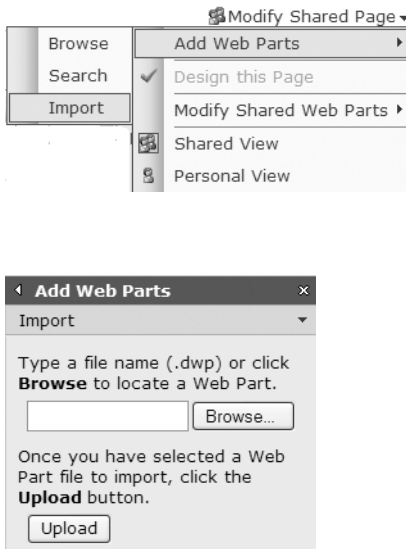 Modify Shared Page
Browse
Add Web Parts
Search
Design this Page
Import
Modify Shared Web Parts
Shared View
Personal View
Add Web Parts
Import
Type a file name (.dwp) or click
Browse to locate a Web Part.
Browse...
Once you have selected a Web
Part file to import, click the
Upload button.
Upload